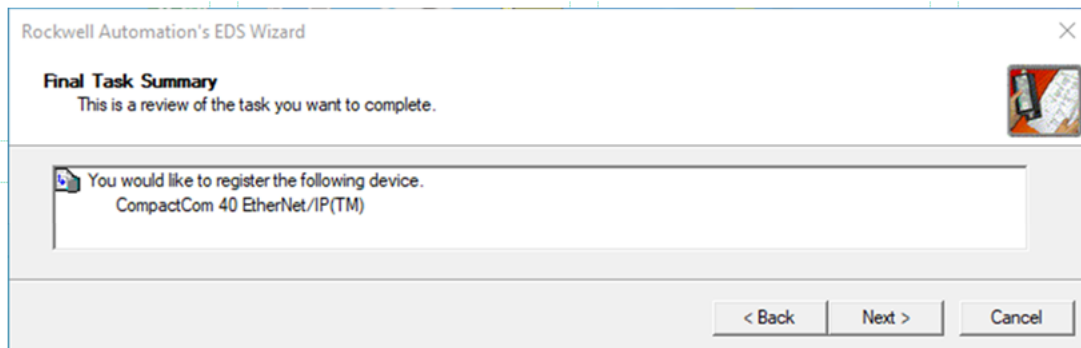 Rockwell Automation's EDS Wizard
Final Task Summary
This is a review of the task you want to complete.
You would like to register the following device.
CompactCom 40 EtherNet/IP(TM)
< Back Next > Cancel